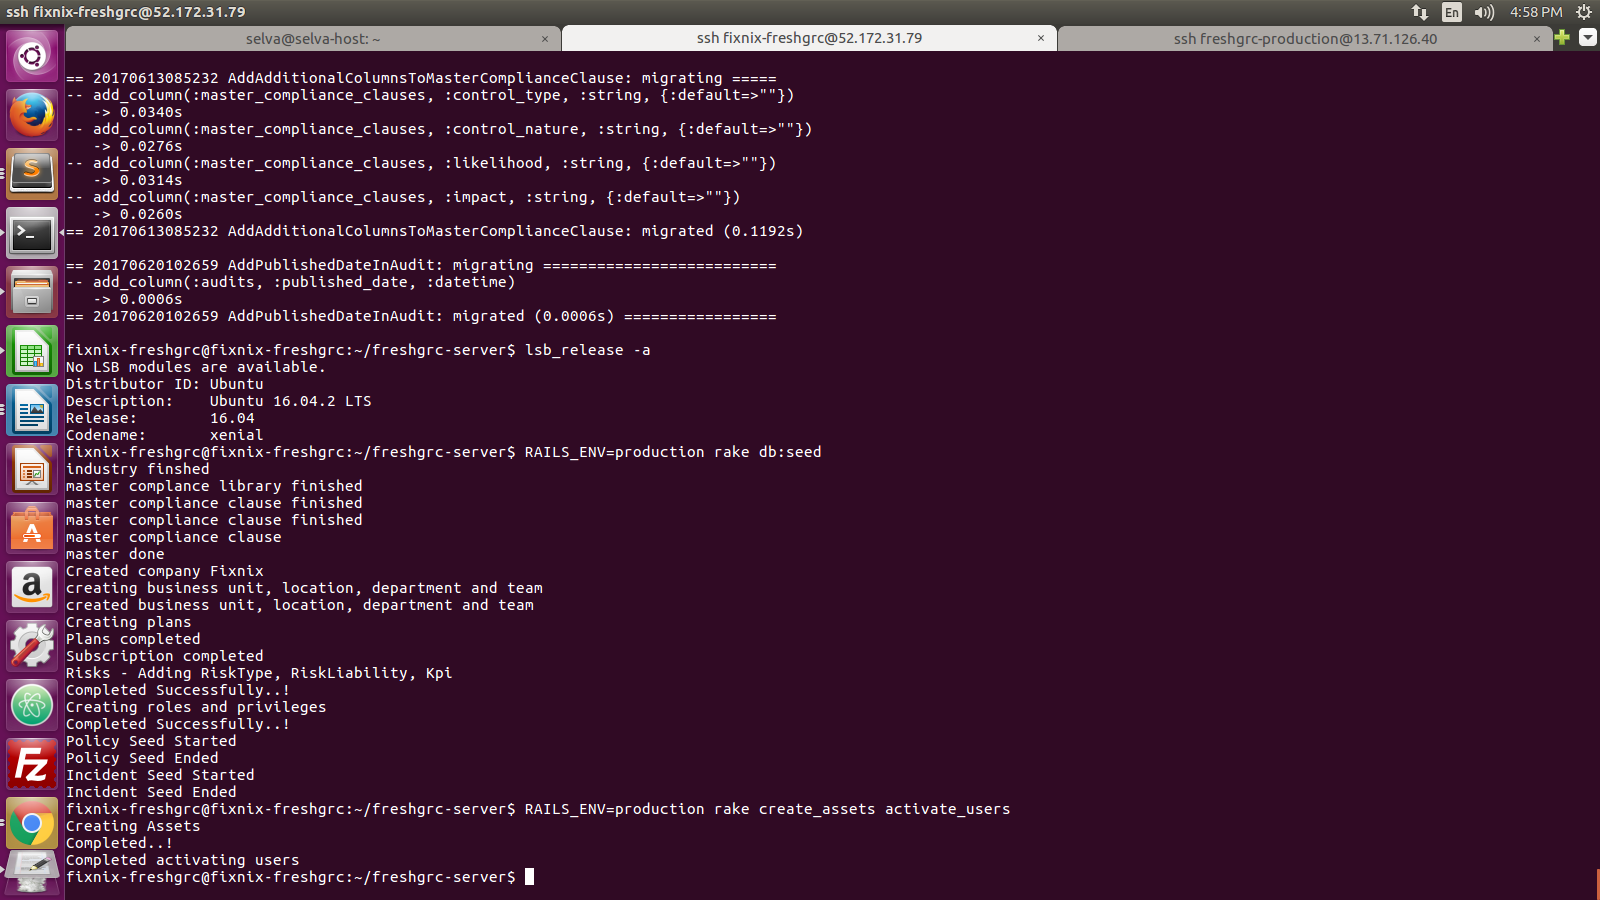 ssh fixnix-freshgrc@52.172.31.79
En
4:58 PM
selva@selva-host: ~ ×
ssh fixnix-freshgrc@52.172.31.79 ×
ssh freshgrc-production@13.71.126.40 ×
== 20170613085232 AddAdditionalColumnsToMasterComplianceClause: migrating =====
-- add_column(:master_compliance_clauses, :control_type, :string, {:default=>""})
   -> 0.0340s
-- add_column(:master_compliance_clauses, :control_nature, :string, {:default=>""})
   -> 0.0276s
-- add_column(:master_compliance_clauses, :likelihood, :string, {:default=>""})
   -> 0.0314s
-- add_column(:master_compliance_clauses, :impact, :string, {:default=>""})
   -> 0.0260s
== 20170613085232 AddAdditionalColumnsToMasterComplianceClause: migrated (0.1192s)
== 20170620102659 AddPublishedDateInAudit: migrating ==========================
-- add_column(:audits, :published_date, :datetime)
   -> 0.0006s
== 20170620102659 AddPublishedDateInAudit: migrated (0.0006s) =================
fixnix-freshgrc@fixnix-freshgrc:~/freshgrc-server$ lsb_release -a
No LSB modules are available.
Distributor ID: Ubuntu
Description:    Ubuntu 16.04.2 LTS
Release:        16.04
Codename:       xenial
fixnix-freshgrc@fixnix-freshgrc:~/freshgrc-server$ RAILS_ENV=production rake db:seed
industry finshed
master complance library finished
master compliance clause finished
master compliance clause finished
master compliance clause
master done
Created company Fixnix
creating business unit, location, department and team
created business unit, location, department and team
Creating plans
Plans completed
Subscription completed
Risks - Adding RiskType, RiskLiability, Kpi
Completed Successfully..!
Creating roles and privileges
Completed Successfully..!
Policy Seed Started
Policy Seed Ended
Incident Seed Started
Incident Seed Ended
fixnix-freshgrc@fixnix-freshgrc:~/freshgrc-server$ RAILS_ENV=production rake create_assets activate_users
Creating Assets
Completed..!
Completed activating users
fixnix-freshgrc@fixnix-freshgrc:~/freshgrc-server$